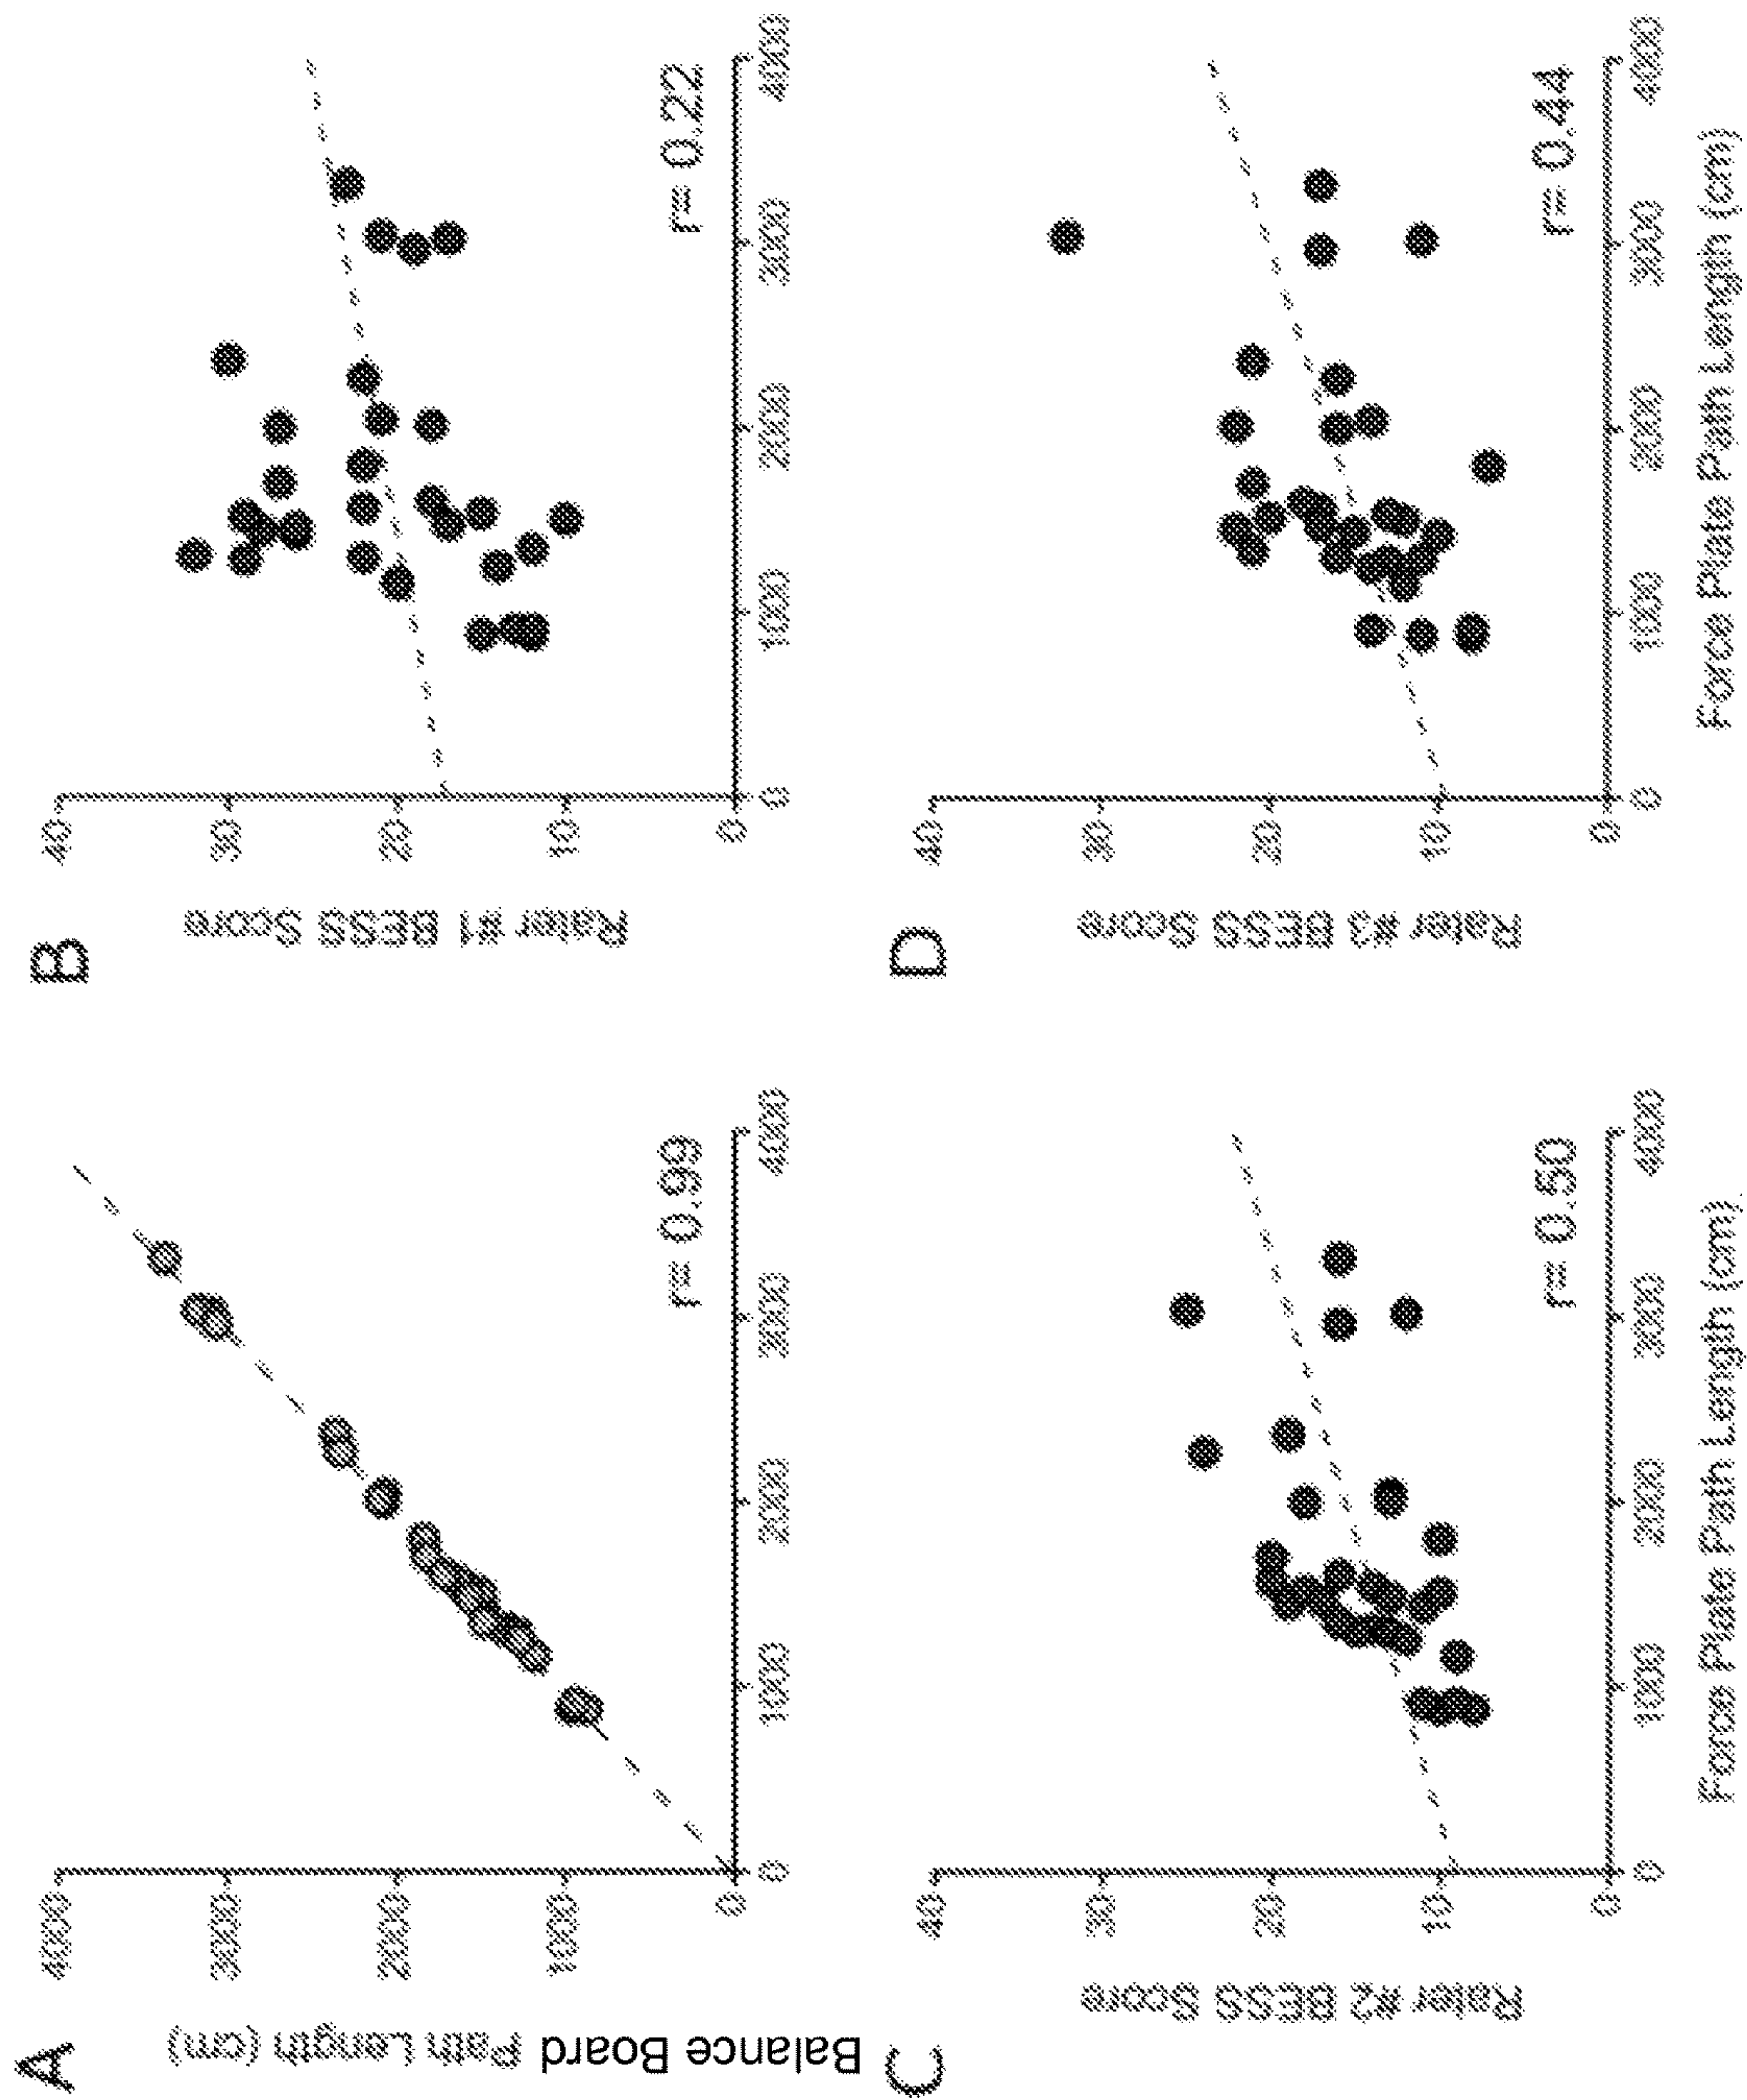 A
Balance Board Path Length (cm)
4000
3000
2000
1000
0
0
1000
2000
3000
4000
r= 0.99
B
Rater #1 BESS Score
40
30
20
10
0
0
1000
2000
3000
4000
r= 0.22
C
Rater #2 BESS Score
40
30
20
10
0
0
1000
2000
3000
4000
r= 0.50
Force Plate Path Length (cm)
D
Rater #3 BESS Score
40
30
20
10
0
0
1000
2000
3000
4000
r= 0.44
Force Plate Path Length (cm)